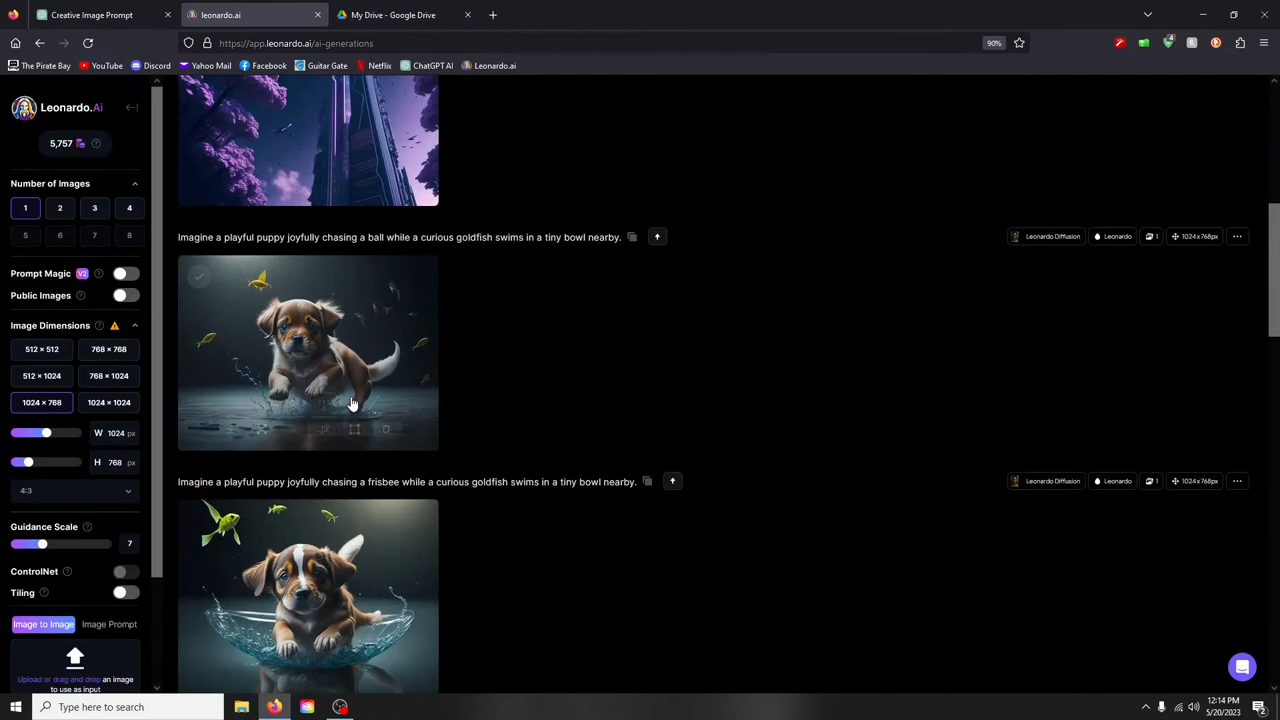 Creative Image Prompt
leonardo.ai
My Drive - Google Drive
https://app.leonardo.ai/ai-generations
90%
4
The Pirate Bay
YouTube
Discord
Yahoo Mail
Facebook
Guitar Gate
Netflix
ChatGPT AI
Leonardo.ai
Leonardo.Ai
5,757
Number of Images
1 2 3 4
5 6 7 8
Prompt Magic V2
Public Images
Image Dimensions
512 × 512 768 × 768
512 × 1024 768 × 1024
1024 × 768 1024 × 1024
W 1024 px
H 768 px
4:3
Guidance Scale
7
ControlNet
Tiling
Image to Image Image Prompt
Upload or drag and drop an image
to use as input
Imagine a playful puppy joyfully chasing a ball while a curious goldfish swims in a tiny bowl nearby.
Leonardo Diffusion Leonardo 1 1024 x 768px
Imagine a playful puppy joyfully chasing a frisbee while a curious goldfish swims in a tiny bowl nearby.
Leonardo Diffusion Leonardo 1 1024 x 768px
Type here to search
12:14 PM
5/20/2023
2